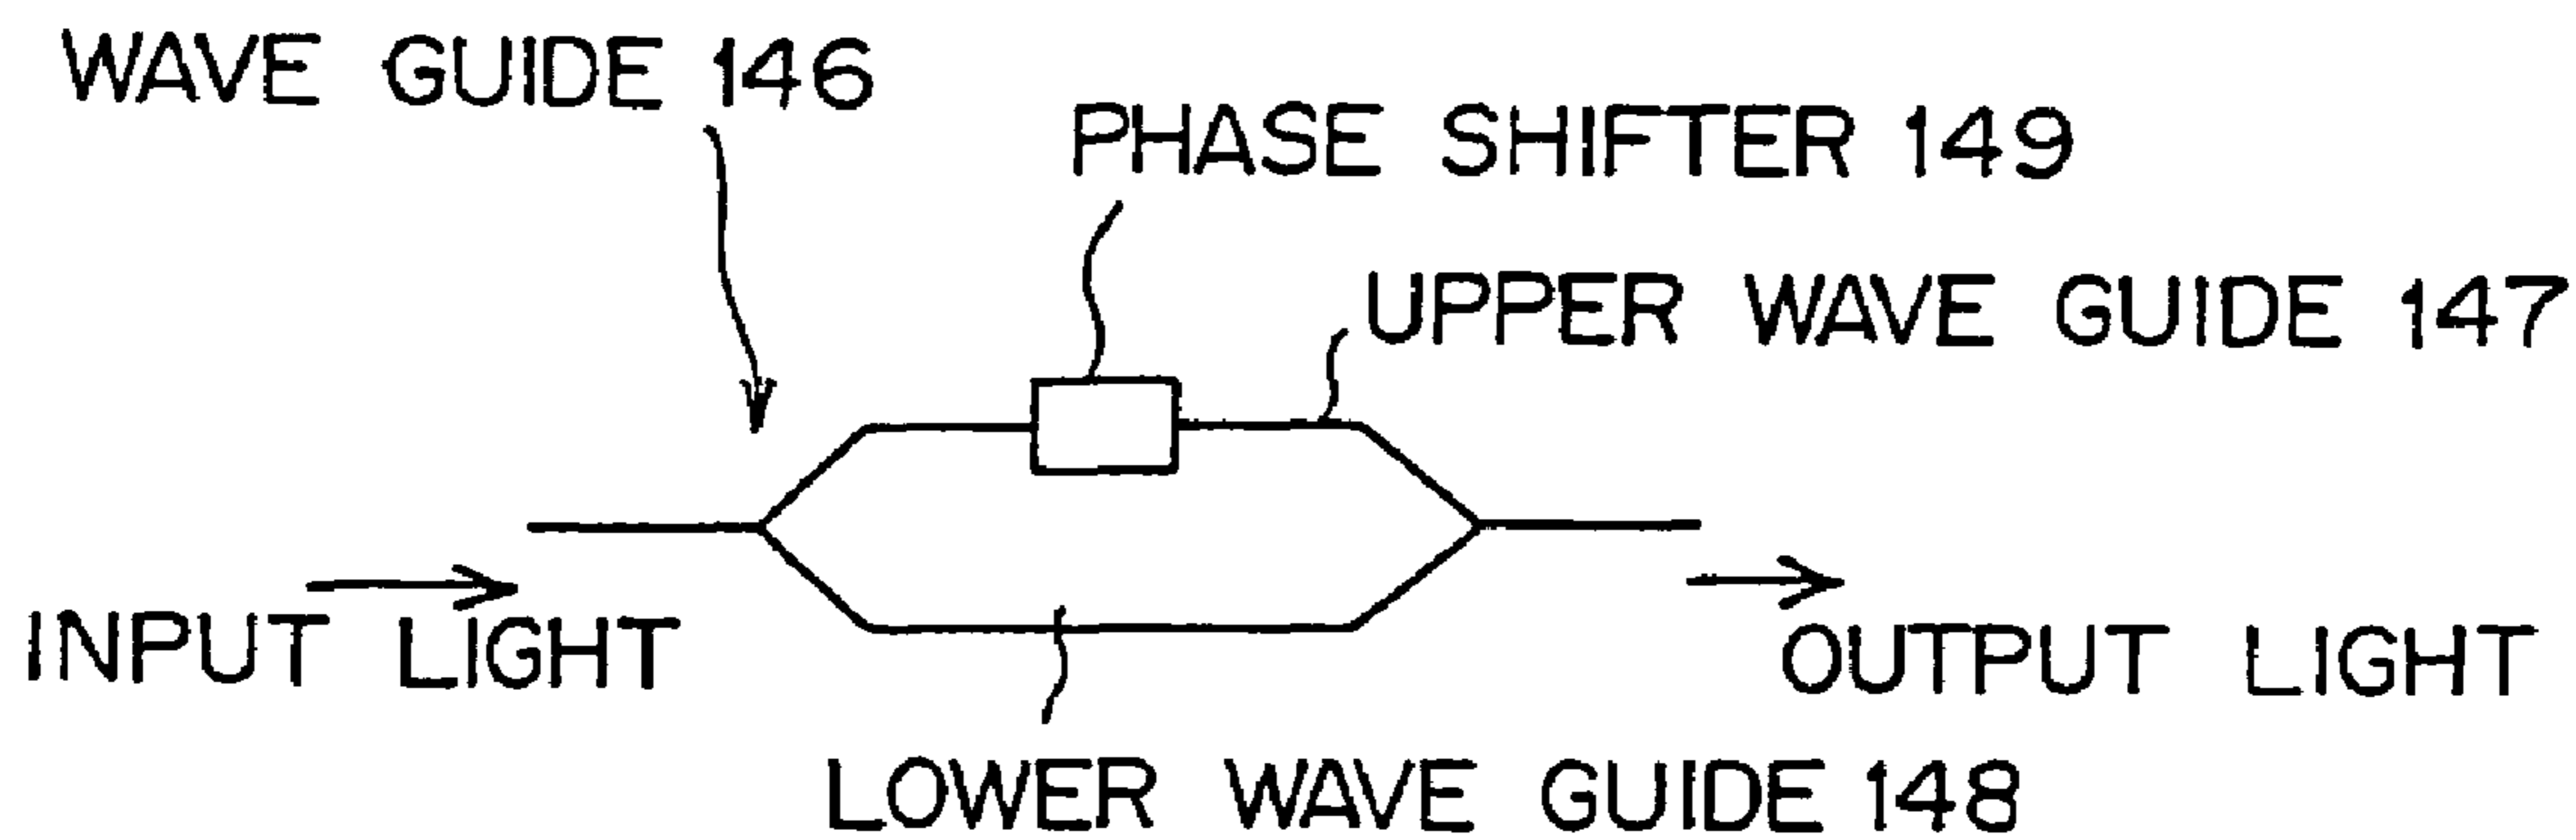 WAVE GUIDE 146
PHASE SHIFTER 149
UPPER WAVE GUIDE 147
INPUT LIGHT
OUTPUT LIGHT
LOWER WAVE GUIDE 148